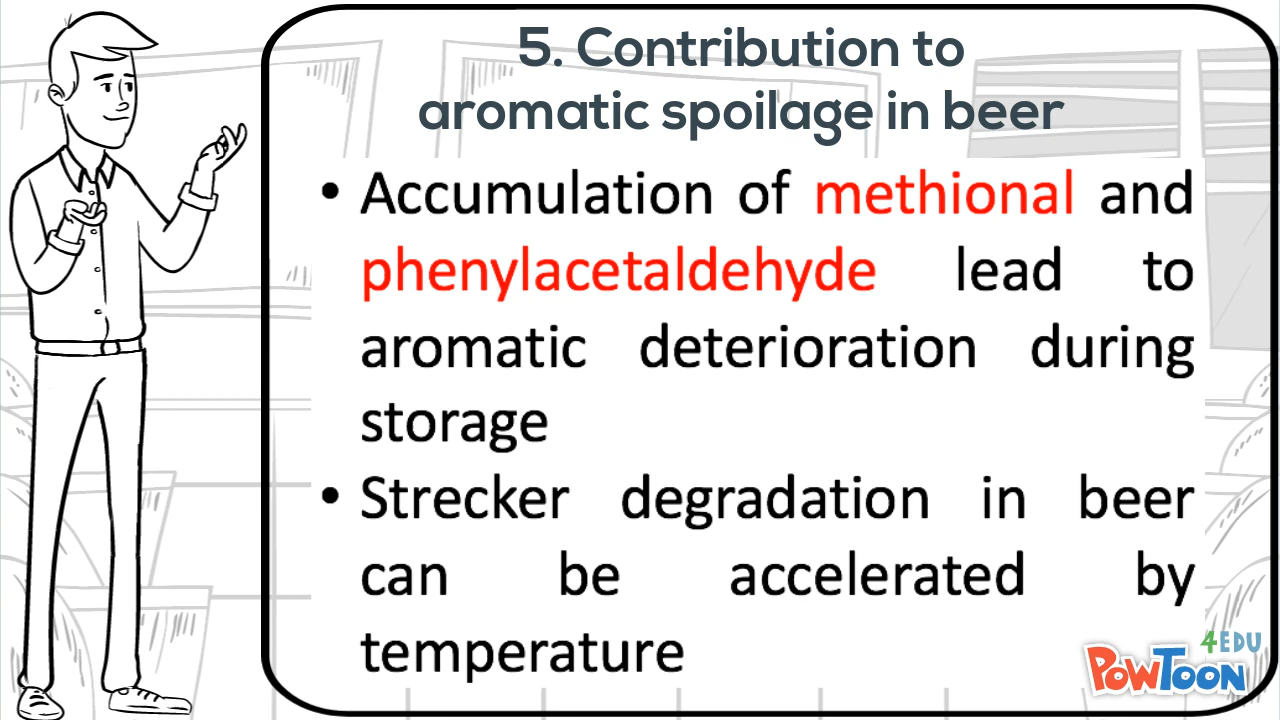 5. Contribution to
aromatic spoilage in beer
• Accumulation of methional and
phenylacetaldehyde lead to
aromatic deterioration during
storage
• Strecker degradation in beer
can be accelerated by
temperature
4EDU
POWTOON